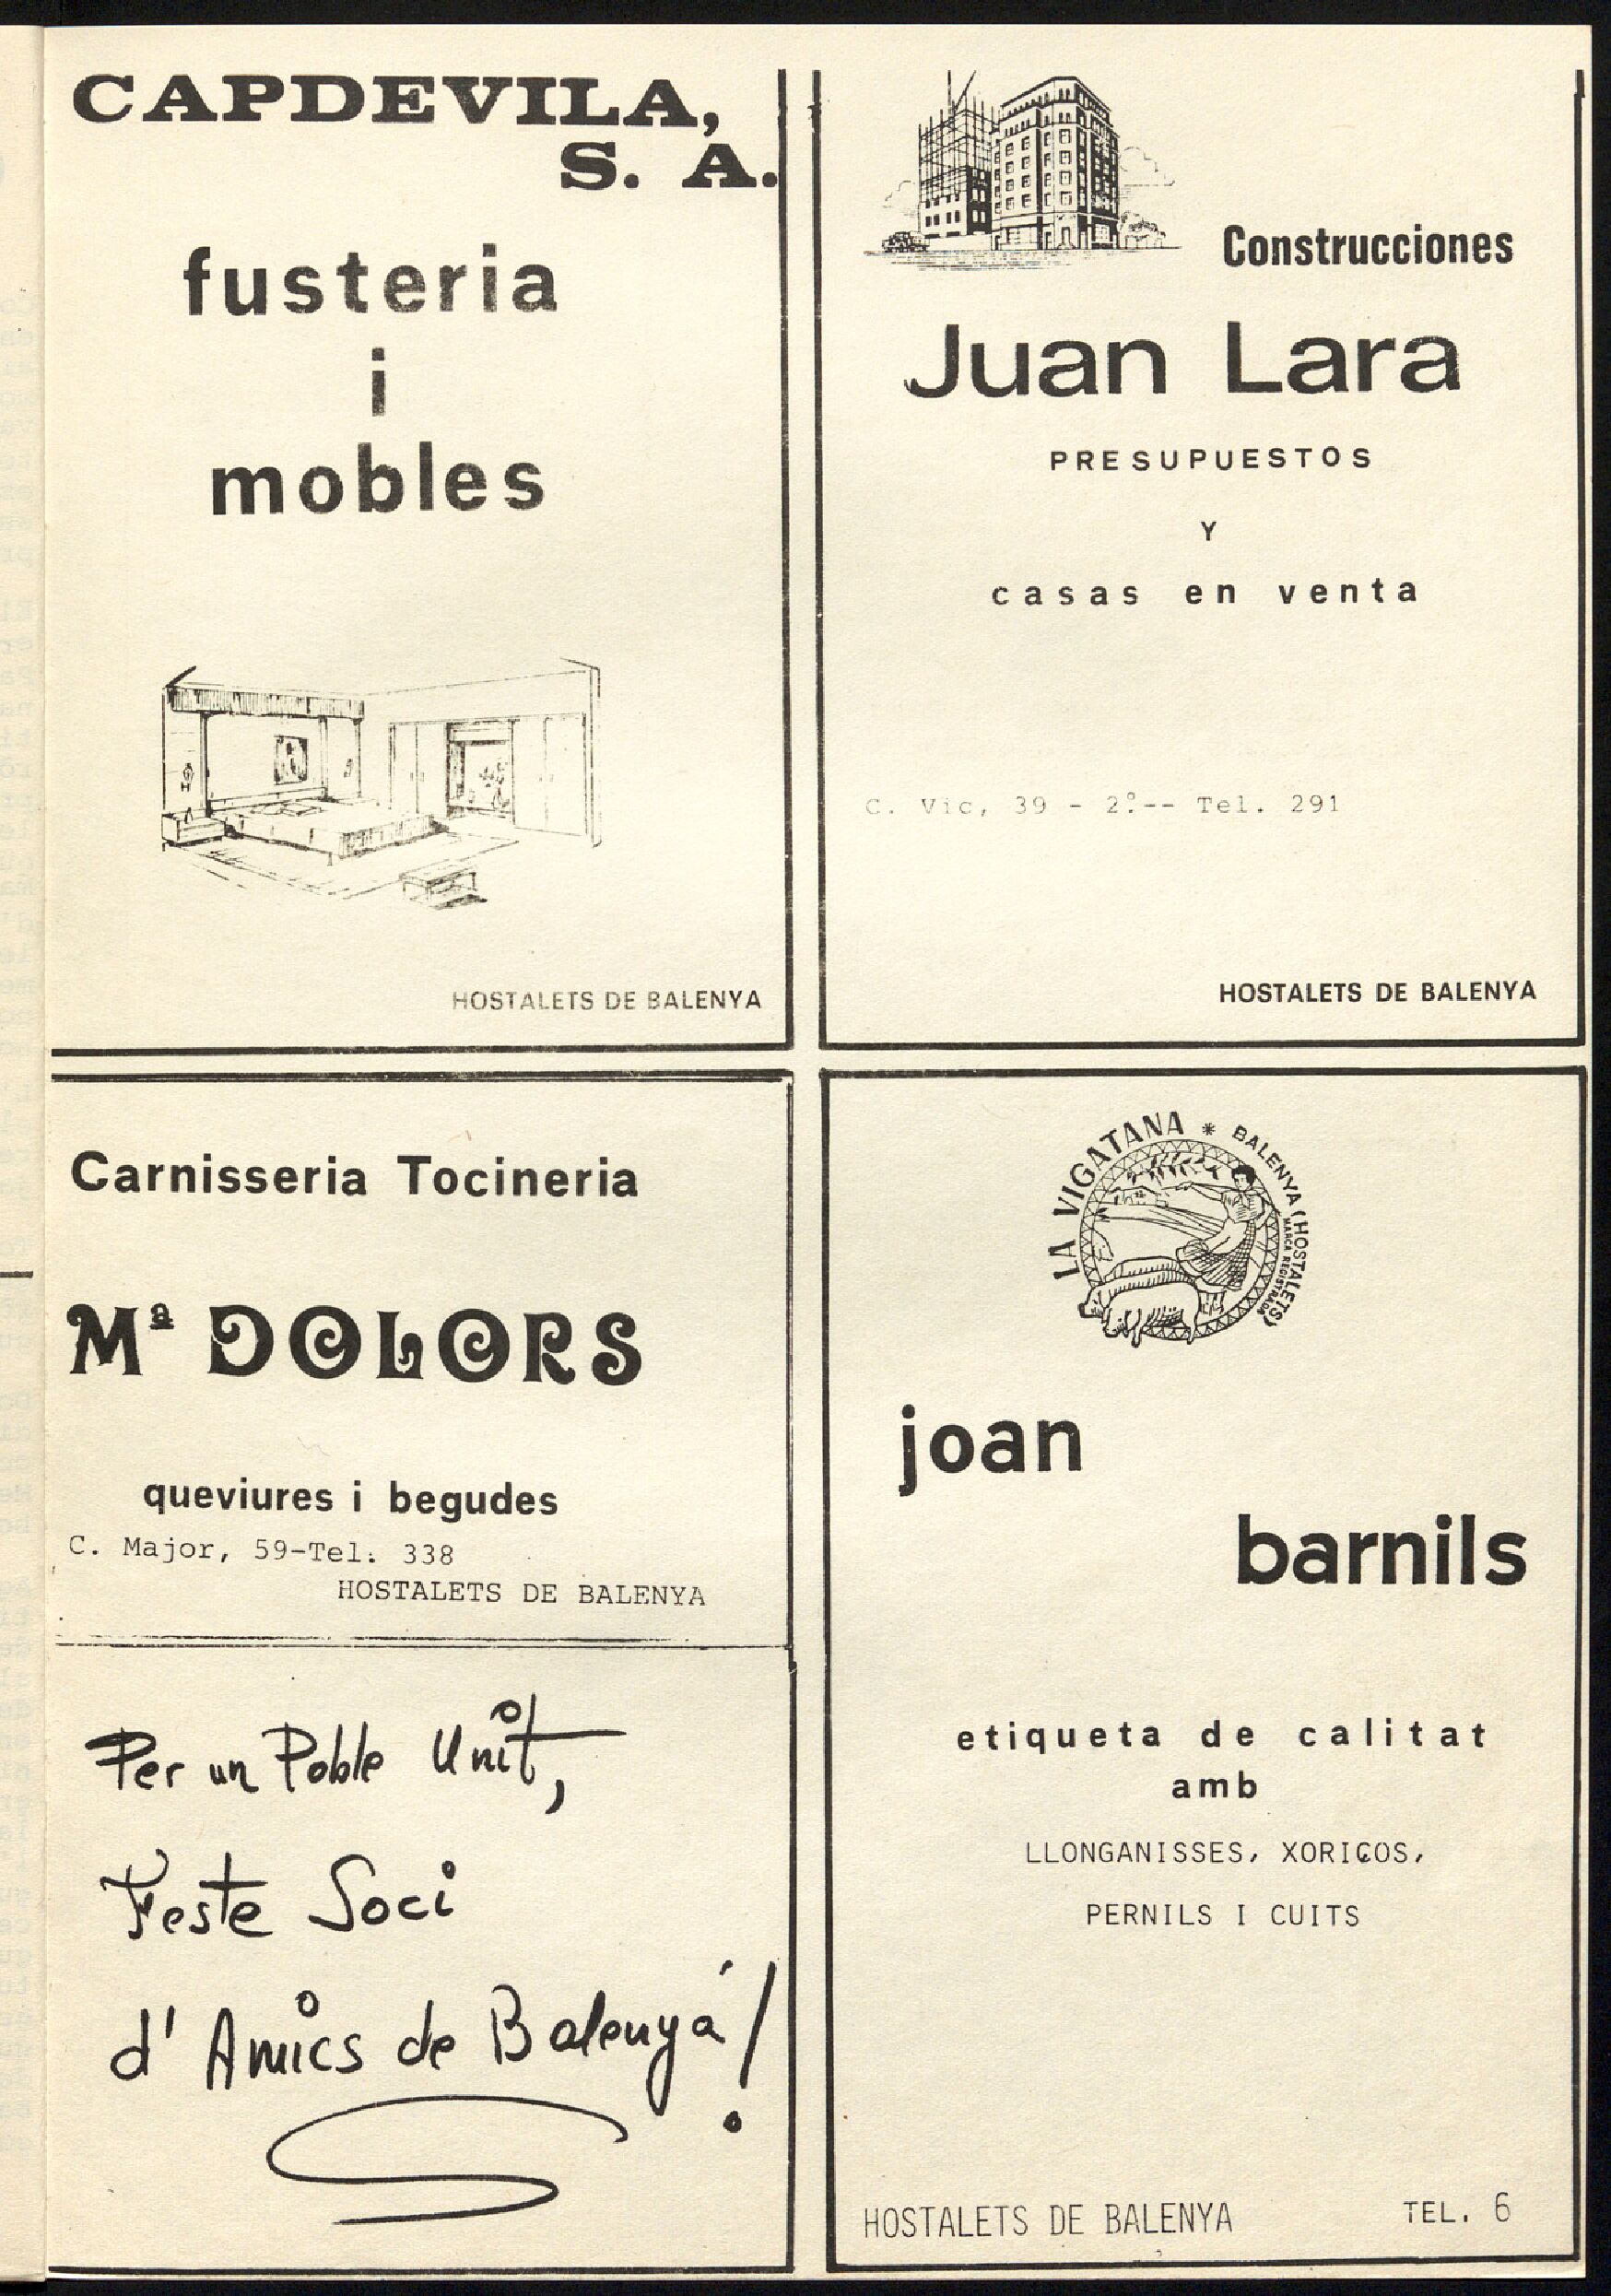 CAPDEVILA,
S. A.
fusteria
i
mobles
HOSTALETS DE BALENYA
Construcciones
Juan Lara
PRESUPUESTOS
Y
casas en venta
C. Vic, 39 - 2º.-- Tel. 291
HOSTALETS DE BALENYA
Carnisseria Tocineria
Mª DOLORS
queviures i begudes
C. Major, 59-Tel. 338
HOSTALETS DE BALENYA
Per un Poble Unit,
Feste Soci
d'Amics de Balenyá!
LA VIGATANA * BALENYA (HOSTALETS)
MARCA REGISTRADA
joan
barnils
etiqueta de calitat
amb
LLONGANISSES, XORIÇOS,
PERNILS I CUITS
HOSTALETS DE BALENYA TEL. 6